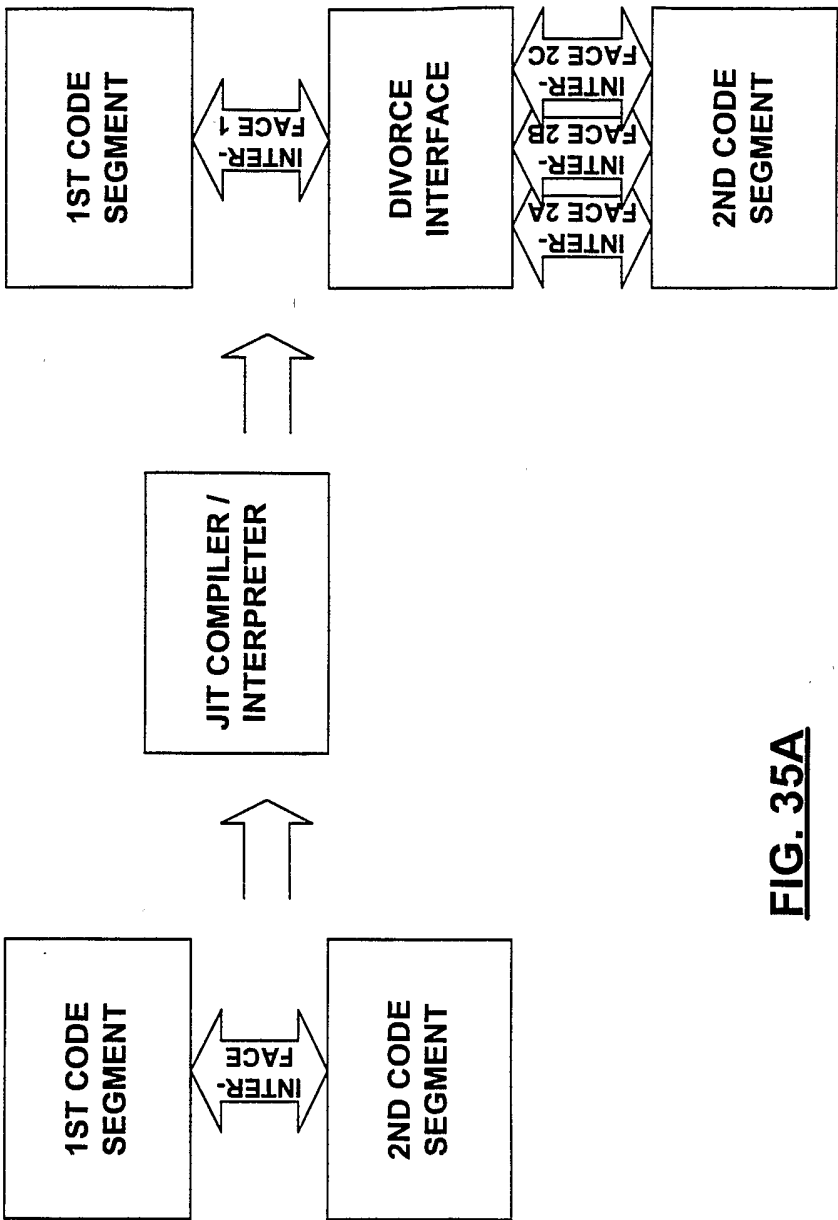 1ST CODE
SEGMENT
INTER-
FACE
2ND CODE
SEGMENT
JIT COMPILER /
INTERPRETER
1ST CODE
SEGMENT
INTER-
FACE 1
DIVORCE
INTERFACE
INTER-
FACE 2A
INTER-
FACE 2B
INTER-
FACE 2C
2ND CODE
SEGMENT
FIG. 35A